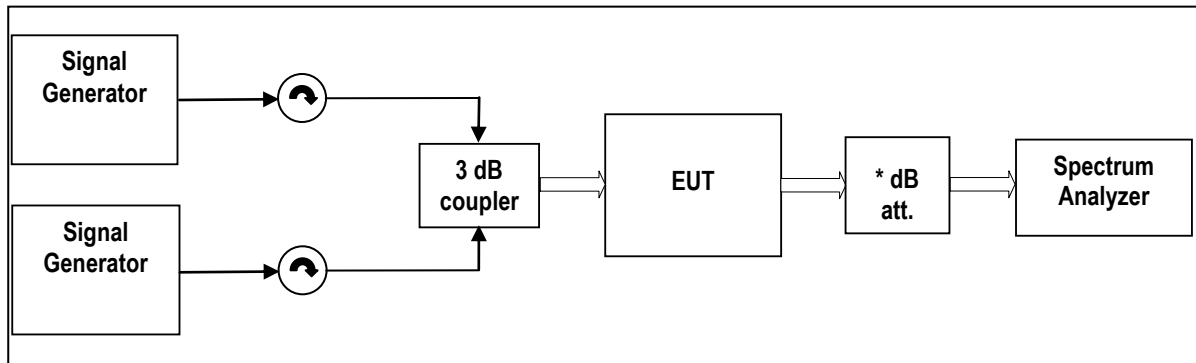 Signal
Generator
3 dB
coupler
EUT
* dB
att.
Spectrum
Analyzer
Signal
Generator